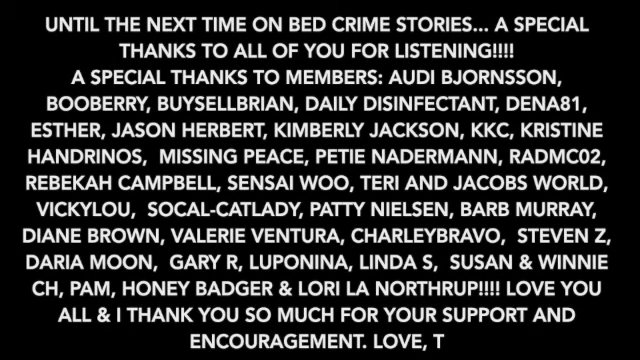 UNTIL THE NEXT TIME ON BED CRIME STORIES... A SPECIAL
THANKS TO ALL OF YOU FOR LISTENING!!!!
A SPECIAL THANKS TO MEMBERS: AUDI BJORNSSON,
BOOBERRY, BUYSELLBRIAN, DAILY DISINFECTANT, DENA81,
ESTHER, JASON HERBERT, KIMBERLY JACKSON, KKC, KRISTINE
HANDRINOS, MISSING PEACE, PETIE NADERMANN, RADMC02,
REBEKAH CAMPBELL, SENSAI WOO, TERI AND JACOBS WORLD,
VICKYLOU, SOCAL-CATLADY, PATTY NIELSEN, BARB MURRAY,
DIANE BROWN, VALERIE VENTURA, CHARLEYBRAVO, STEVEN Z,
DARIA MOON, GARY R, LUPONINA, LINDA S, SUSAN & WINNIE
CH, PAM, HONEY BADGER & LORI LA NORTHRUP!!!! LOVE YOU
ALL & I THANK YOU SO MUCH FOR YOUR SUPPORT AND
ENCOURAGEMENT. LOVE, T